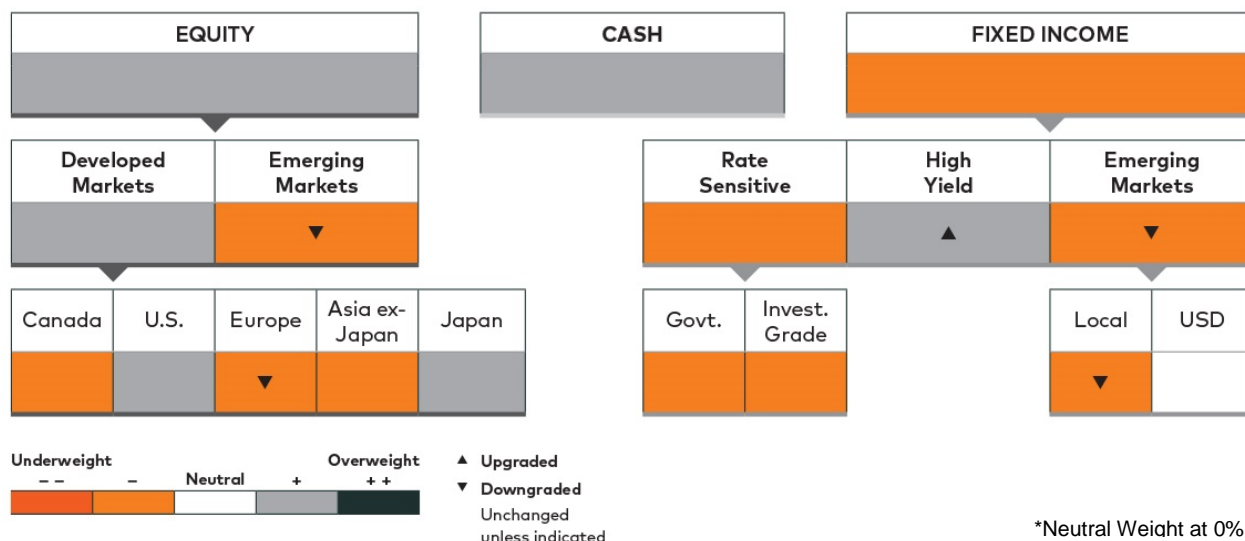 EQUITY
CASH
FIXED INCOME
Developed
Markets
Emerging
Markets
Rate
Sensitive
High
Yield
Emerging
Markets
▼
▲
▼
Canada
U.S.
Europe
Asia ex-
Japan
Japan
Govt.
Invest.
Grade
Local
USD
▼
▼
Underweight
Overweight
– –
–
Neutral
+
+ +
▲ Upgraded
▼ Downgraded
Unchanged
unless indicated
*Neutral Weight at 0%